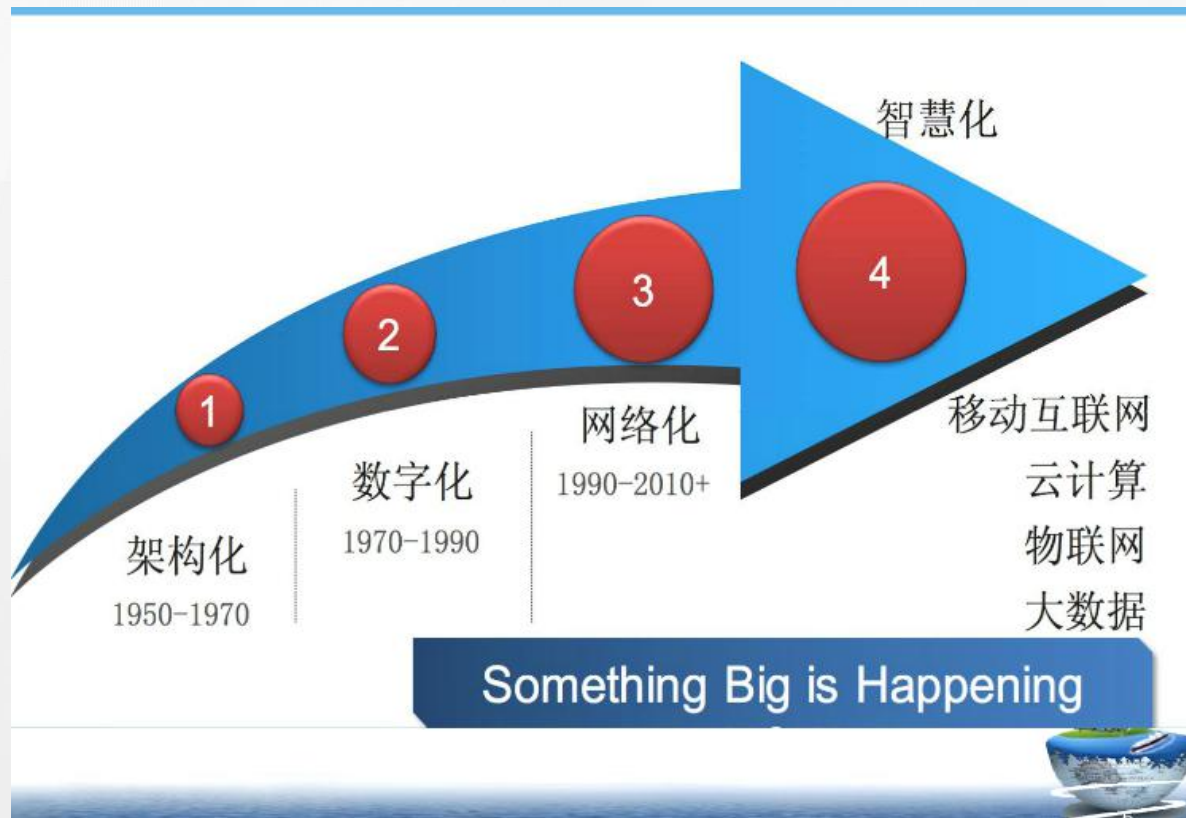 智慧化
4
3
2
1
网络化
1990-2010+
数字化
1970-1990
架构化
1950-1970
移动互联网
云计算
物联网
大数据
Something Big is Happening